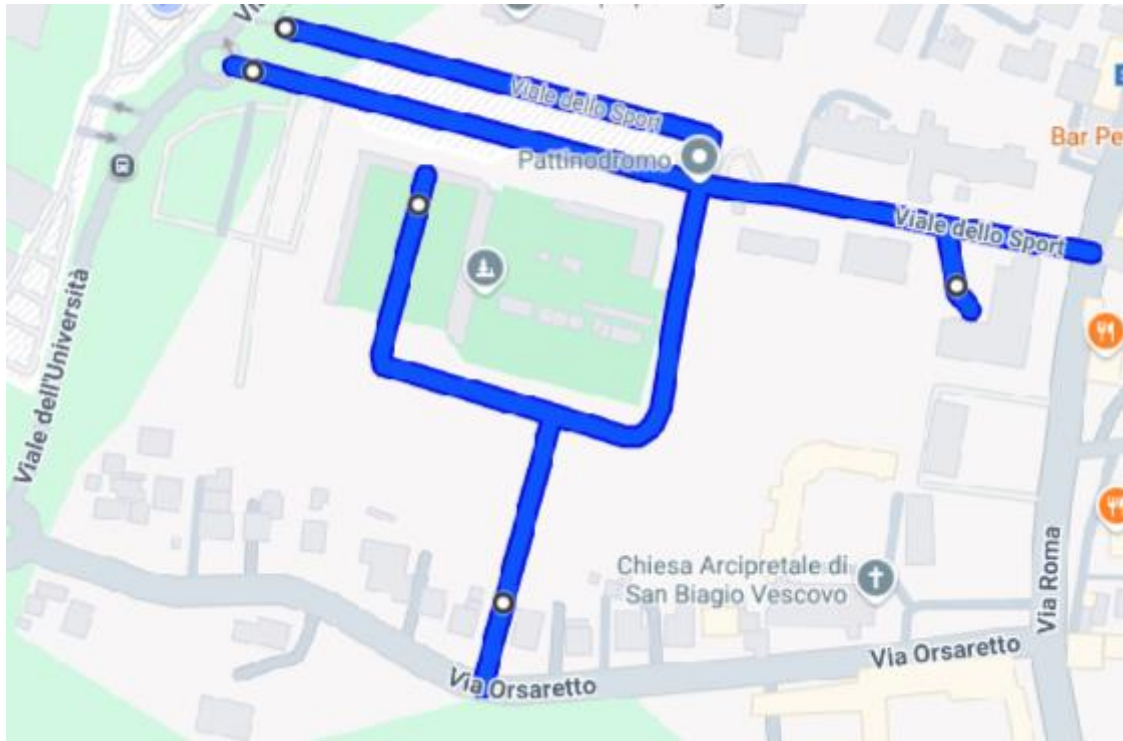 Viale dello Sport
Pattinodromo
Bar Pe
Viale dello Sport
Viale dell'Università
Chiesa Arcipretale di
San Biagio Vescovo
Via Roma
Via Orsaretto
Via Orsaretto